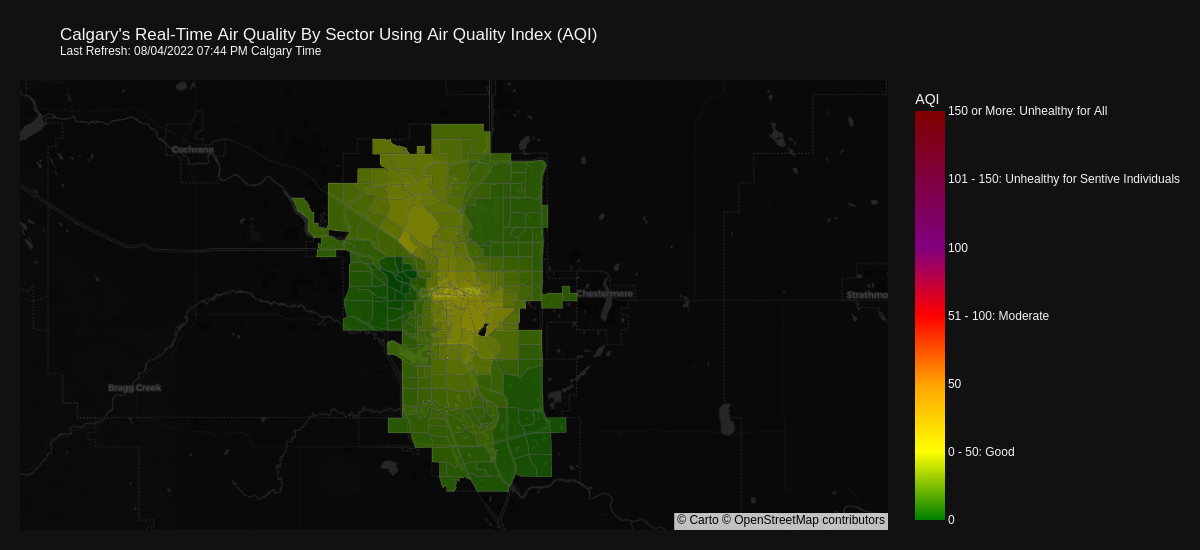 Calgary's Real-Time Air Quality By Sector Using Air Quality Index (AQI)
Last Refresh: 08/04/2022 07:44 PM Calgary Time
AQI
150 or More: Unhealthy for All
Cochrane
101 - 150: Unhealthy for Sentive Individuals
100
Chestermere
Strathmo
51 - 100: Moderate
Bragg Creek
50
0 - 50: Good
© Carto © OpenStreetMap contributors
0